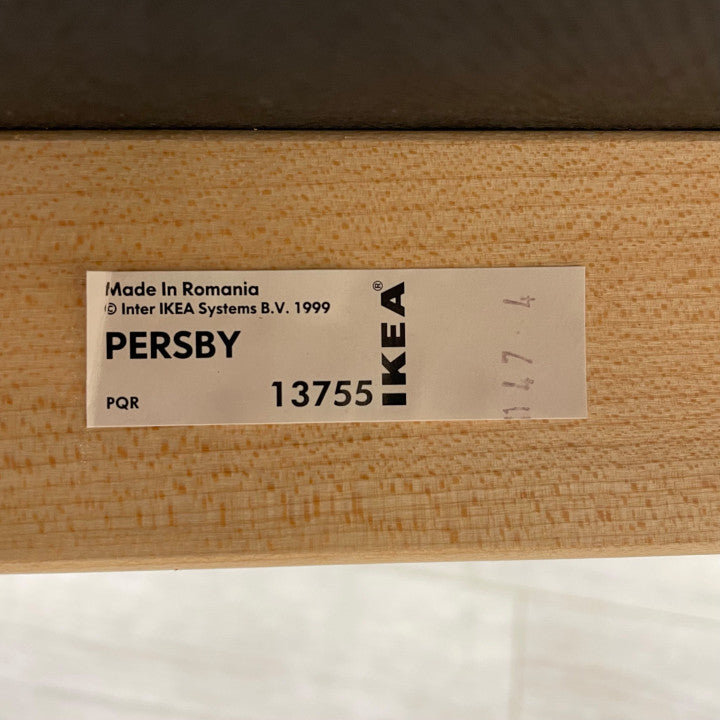 Made In Romania
© Inter IKEA Systems B.V. 1999
PERSBY
PQR
13755
IKEA®